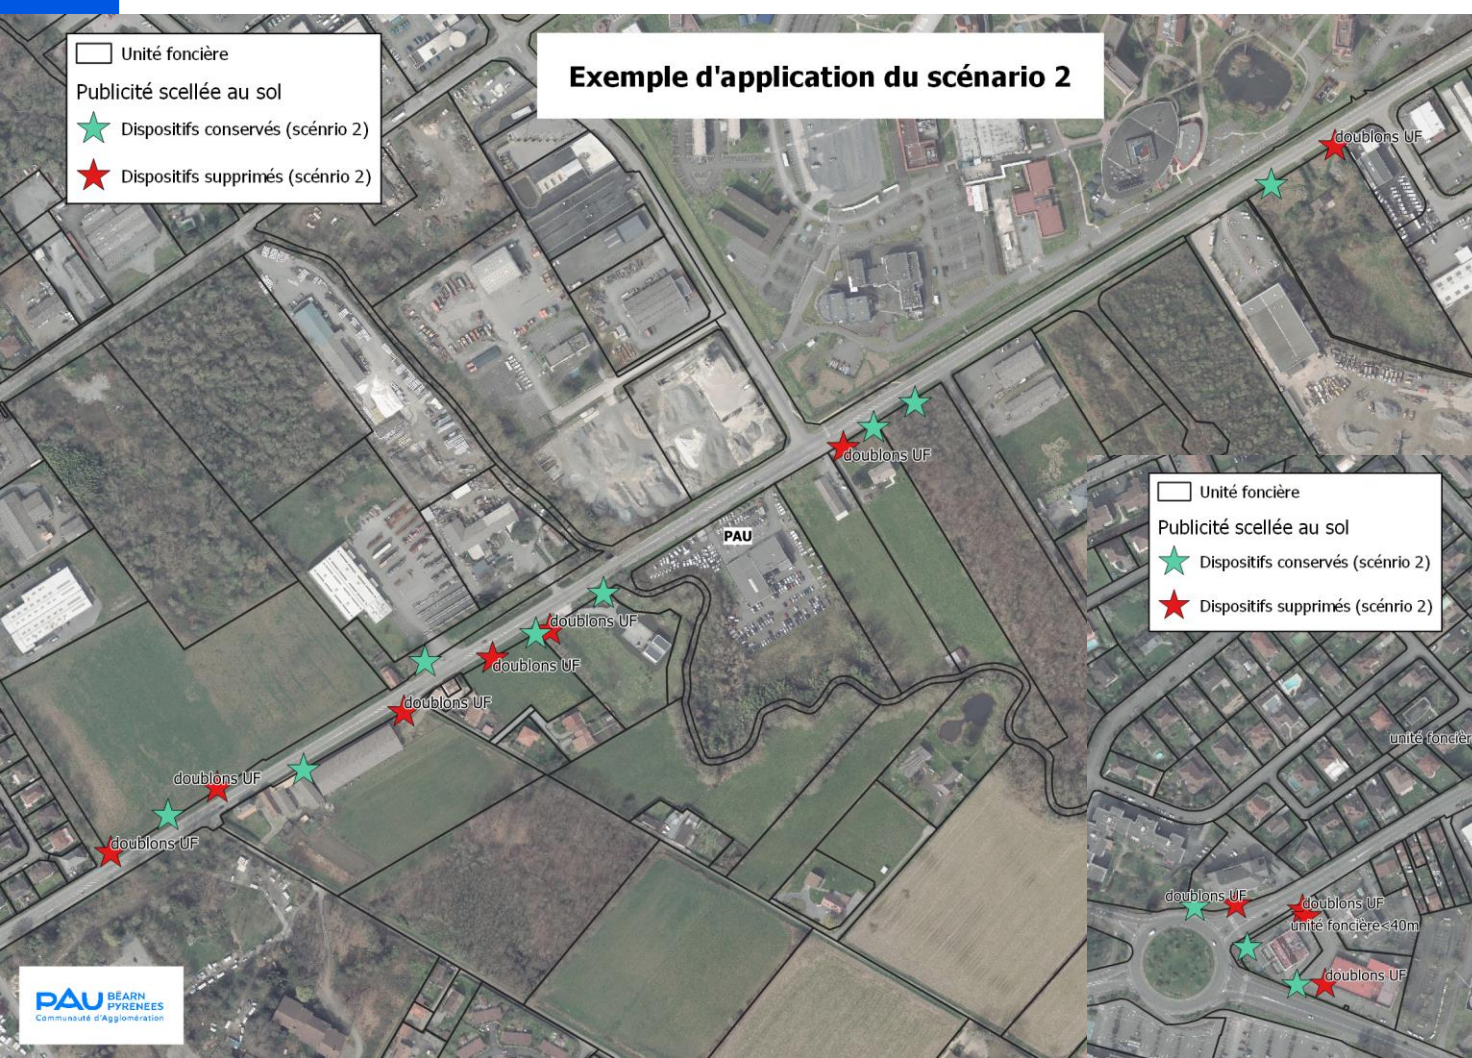 Unité foncière
Publicité scellée au sol
Dispositifs conservés (scénrio 2)
Dispositifs supprimés (scénrio 2)
Exemple d'application du scénario 2
doublons UF
doublons UF
PAU
doublons UF
doublons UF
doublons UF
doublons UF
doublons UF
Unité foncière
Publicité scellée au sol
Dispositifs conservés (scénrio 2)
Dispositifs supprimés (scénrio 2)
unité foncièr
doublons UF
doublons UF
unité foncière<40m
doublons UF
PAU BÉARN
PYRENEES
Communauté d'Agglomération